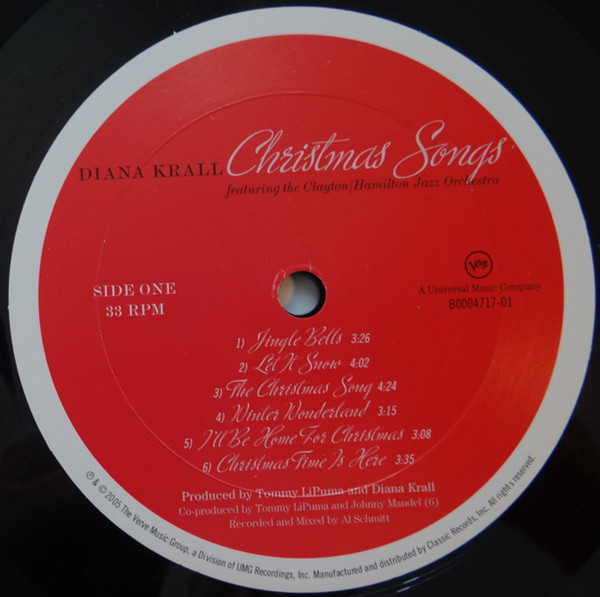 DIANA KRALL Christmas Songs
featuring the Clayton/Hamilton Jazz Orchestra
Verve
A Universal Music Company
B0004717-01
SIDE ONE
33 RPM
1) Jingle Bells 3:26
2) Let It Snow 4:02
3) The Christmas Song 4:24
4) Winter Wonderland 3:15
5) I'll Be Home For Christmas 3:08
6) Christmas Time Is Here 3:35
Produced by Tommy LiPuma and Diana Krall
Co-produced by Tommy LiPuma and Johnny Mandel (6)
Recorded and Mixed by Al Schmitt
℗ & © 2005 The Verve Music Group, a Division of UMG Recordings, Inc. Manufactured and distributed by Classic Records, Inc. All rights reserved.